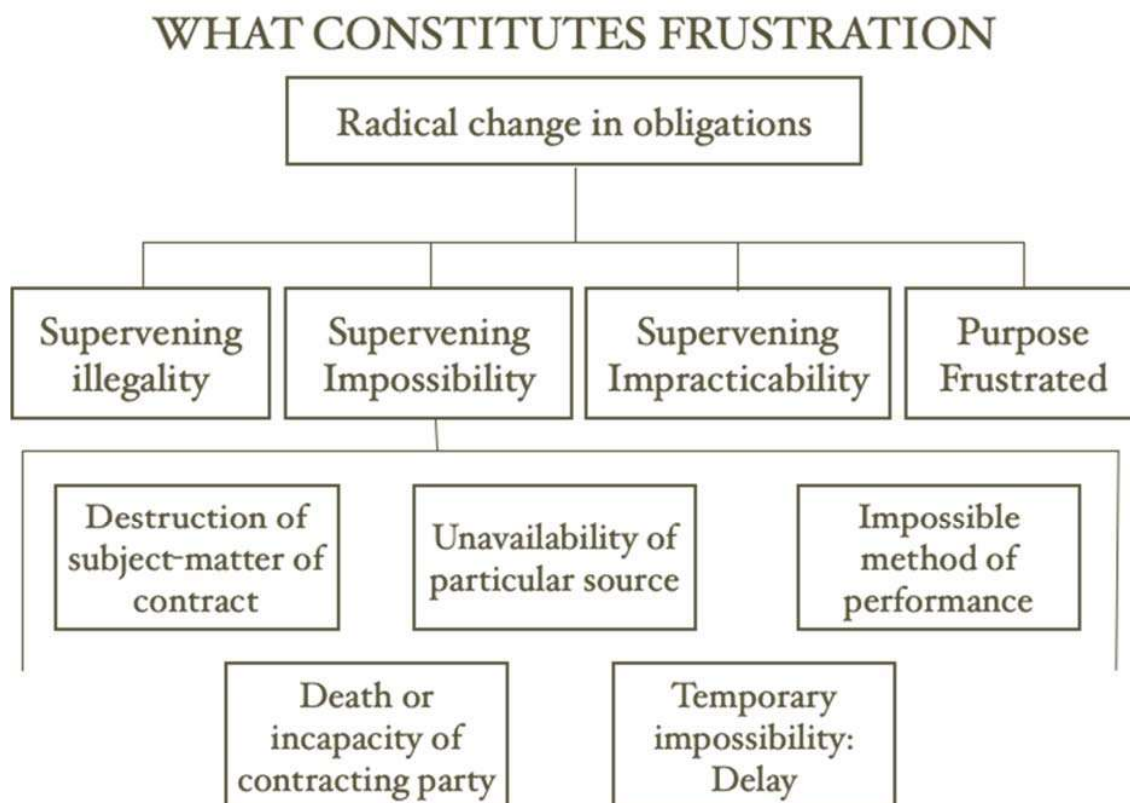 WHAT CONSTITUTES FRUSTRATION
Radical change in obligations
Supervening
illegality
Supervening
Impossibility
Supervening
Impracticability
Purpose
Frustrated
Destruction of
subject-matter of
contract
Unavailability of
particular source
Impossible
method of
performance
Death or
incapacity of
contracting party
Temporary
impossibility:
Delay